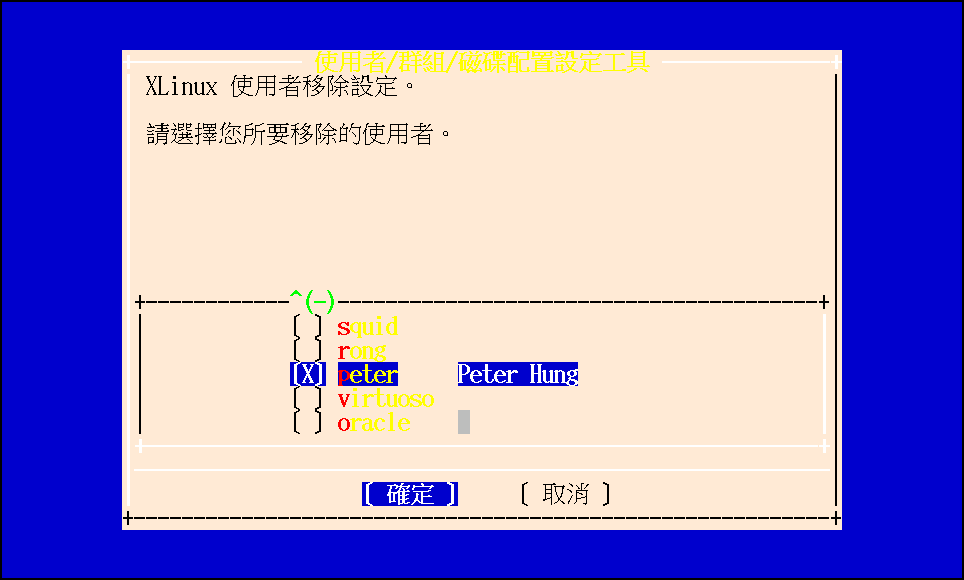 使用者/群組/磁碟配置設定工具
XLinux 使用者移除設定。
請選擇您所要移除的使用者。
^(-)
[ ] squid
[ ] rong
[X] peter Peter Hung
[ ] virtuoso
[ ] oracle
[ 確定 ] [ 取消 ]